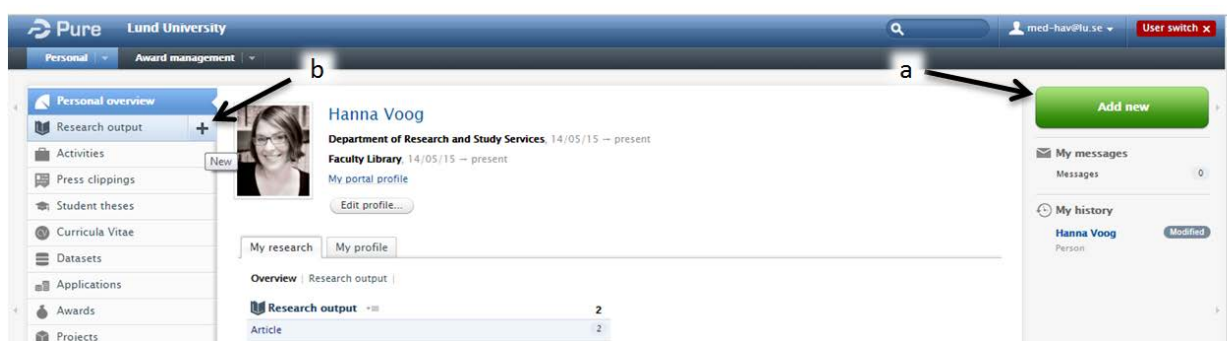 Pure Lund University
med-hav@lu.se
User switch x
Personal
Award management
b
a
Personal overview
Research output +
New
Activities
Press clippings
Student theses
Curricula Vitae
Datasets
Applications
Awards
Projects
Hanna Voog
Department of Research and Study Services, 14/05/15 — present
Faculty Library, 14/05/15 — present
My portal profile
Edit profile...
My research
My profile
Overview | Research output |
Research output 2
Article 2
Add new
My messages
Messages 0
My history
Hanna Voog Modified
Person